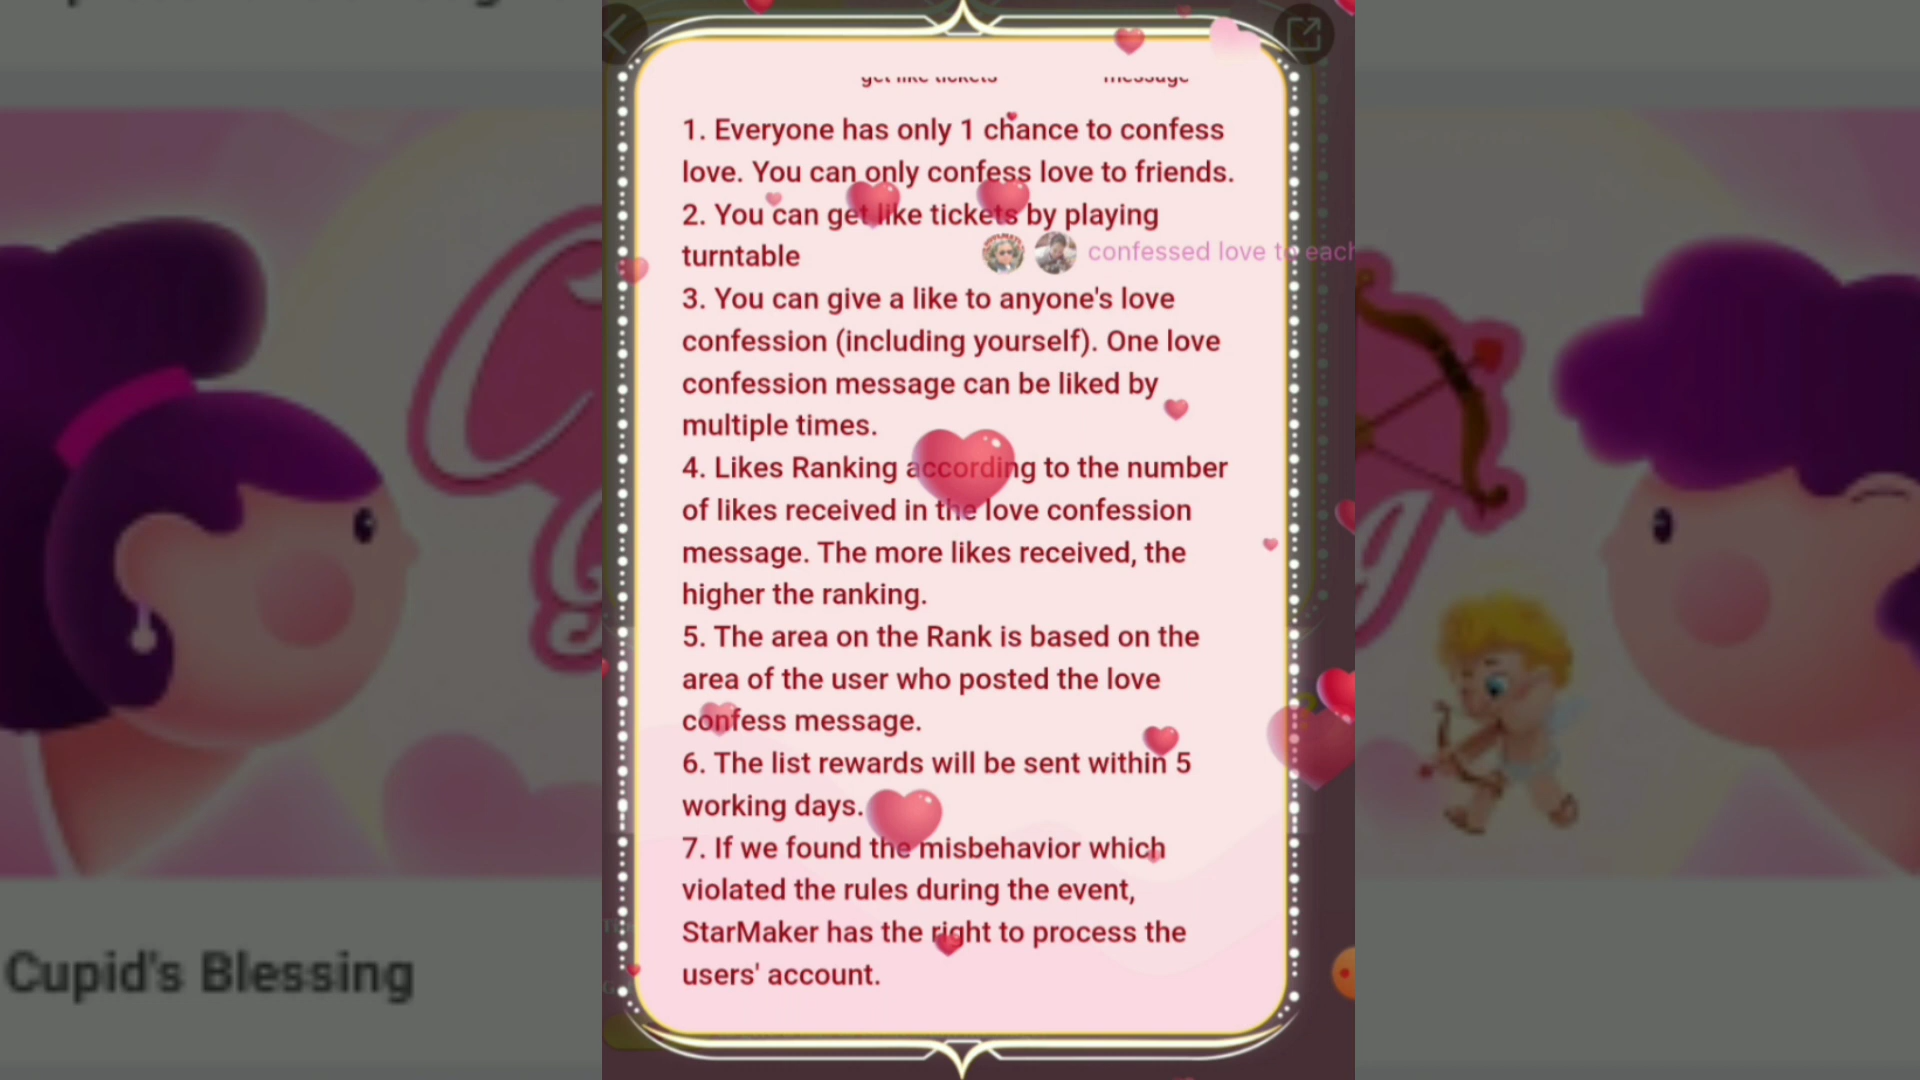 get like tickets message
1. Everyone has only 1 chance to confess
love. You can only confess love to friends.
2. You can get like tickets by playing
turntable
confessed love to each
3. You can give a like to anyone's love
confession (including yourself). One love
confession message can be liked by
multiple times.
4. Likes Ranking according to the number
of likes received in the love confession
message. The more likes received, the
higher the ranking.
5. The area on the Rank is based on the
area of the user who posted the love
confess message.
6. The list rewards will be sent within 5
working days.
7. If we found the misbehavior which
violated the rules during the event,
StarMaker has the right to process the
users' account.
Cupid's Blessing